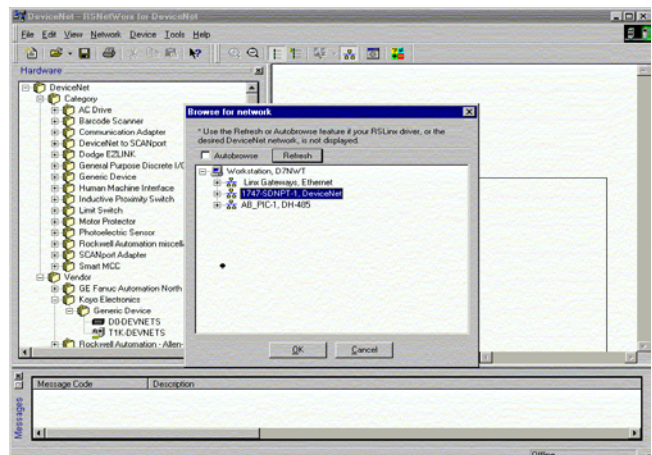 DeviceNet - RSNetWorx for DeviceNet
File Edit View Network Device Tools Help
Hardware
DeviceNet
Category
AC Drive
Barcode Scanner
Communication Adapter
DeviceNet to SCANport
Dodge EZLINK
General Purpose Discrete I/O
Generic Device
Human Machine Interface
Inductive Proximity Switch
Limit Switch
Motor Protector
Photoelectric Sensor
Rockwell Automation miscell
SCANport Adapter
Smart MCC
Vendor
GE Fanuc Automation North
Koyo Electronics
Generic Device
D0-DEVNETS
T1K-DEVNETS
Rockwell Automation - Allen-
Browse for network
* Use the Refresh or Autobrowse feature if your RSLinx driver, or the
desired DeviceNet network, is not displayed.
Autobrowse Refresh
Workstation, D7NWT
Linx Gateways, Ethernet
1747-SDNPT-1, DeviceNet
AB_PIC-1, DH-485
OK Cancel
Messages
Message Code Description
Offline